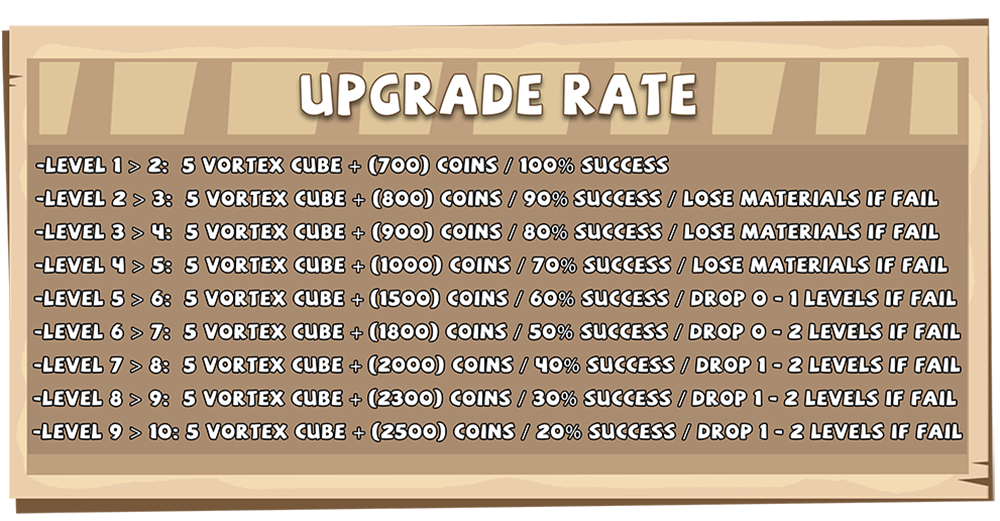 UPGRADE RATE
-LEVEL 1 > 2: 5 VORTEX CUBE + (700) COINS / 100% SUCCESS
-LEVEL 2 > 3: 5 VORTEX CUBE + (800) COINS / 90% SUCCESS / LOSE MATERIALS IF FAIL
-LEVEL 3 > 4: 5 VORTEX CUBE + (900) COINS / 80% SUCCESS / LOSE MATERIALS IF FAIL
-LEVEL 4 > 5: 5 VORTEX CUBE + (1000) COINS / 70% SUCCESS / LOSE MATERIALS IF FAIL
-LEVEL 5 > 6: 5 VORTEX CUBE + (1500) COINS / 60% SUCCESS / DROP 0 - 1 LEVELS IF FAIL
-LEVEL 6 > 7: 5 VORTEX CUBE + (1800) COINS / 50% SUCCESS / DROP 0 - 2 LEVELS IF FAIL
-LEVEL 7 > 8: 5 VORTEX CUBE + (2000) COINS / 40% SUCCESS / DROP 1 - 2 LEVELS IF FAIL
-LEVEL 8 > 9: 5 VORTEX CUBE + (2300) COINS / 30% SUCCESS / DROP 1 - 2 LEVELS IF FAIL
-LEVEL 9 > 10: 5 VORTEX CUBE + (2500) COINS / 20% SUCCESS / DROP 1 - 2 LEVELS IF FAIL